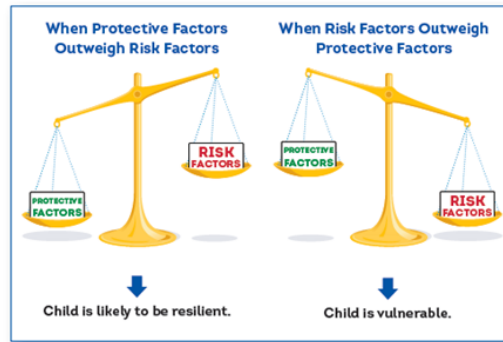 When Protective Factors
Outweigh Risk Factors
PROTECTIVE
FACTORS
RISK
FACTORS
Child is likely to be resilient.
When Risk Factors Outweigh
Protective Factors
PROTECTIVE
FACTORS
RISK
FACTORS
Child is vulnerable.